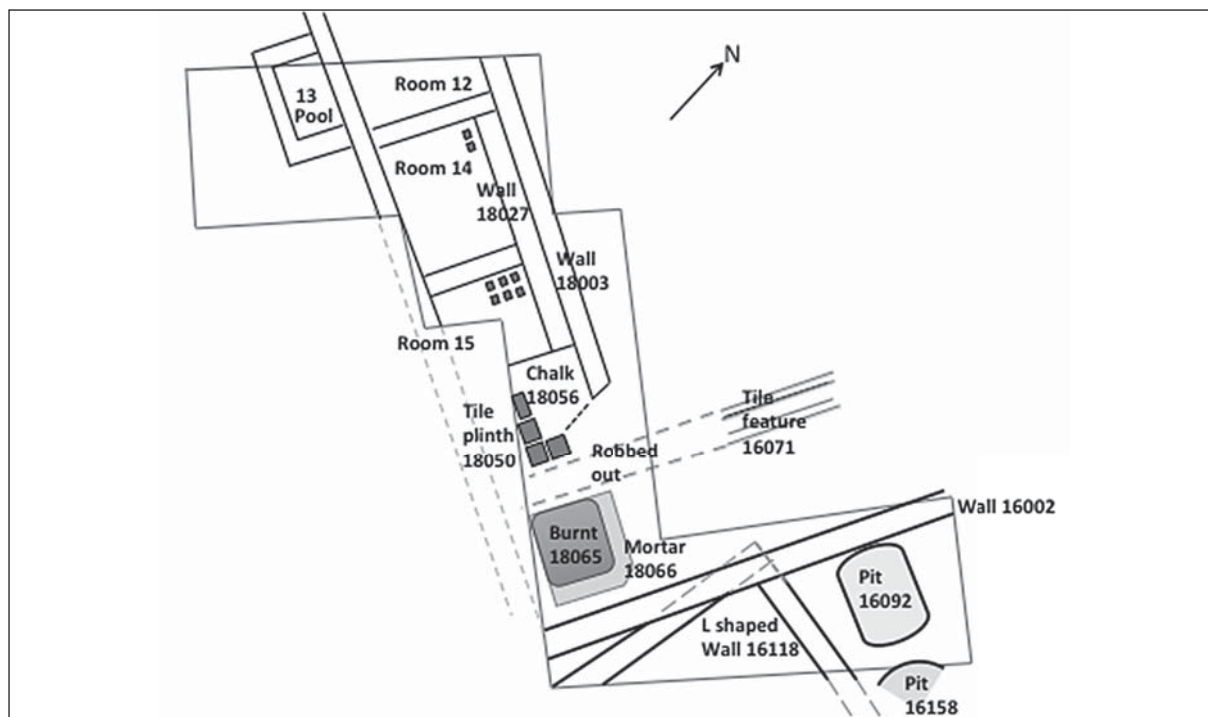 N
Room 12
13
Pool
Room 14
Wall
18027
Wall
18003
Room 15
Chalk
18056
Tile
plinth
18050
Tile
feature
16071
Robbed
out
Wall 16002
Burnt
18065
Mortar
18066
Pit
16092
L shaped
Wall 16118
Pit
16158